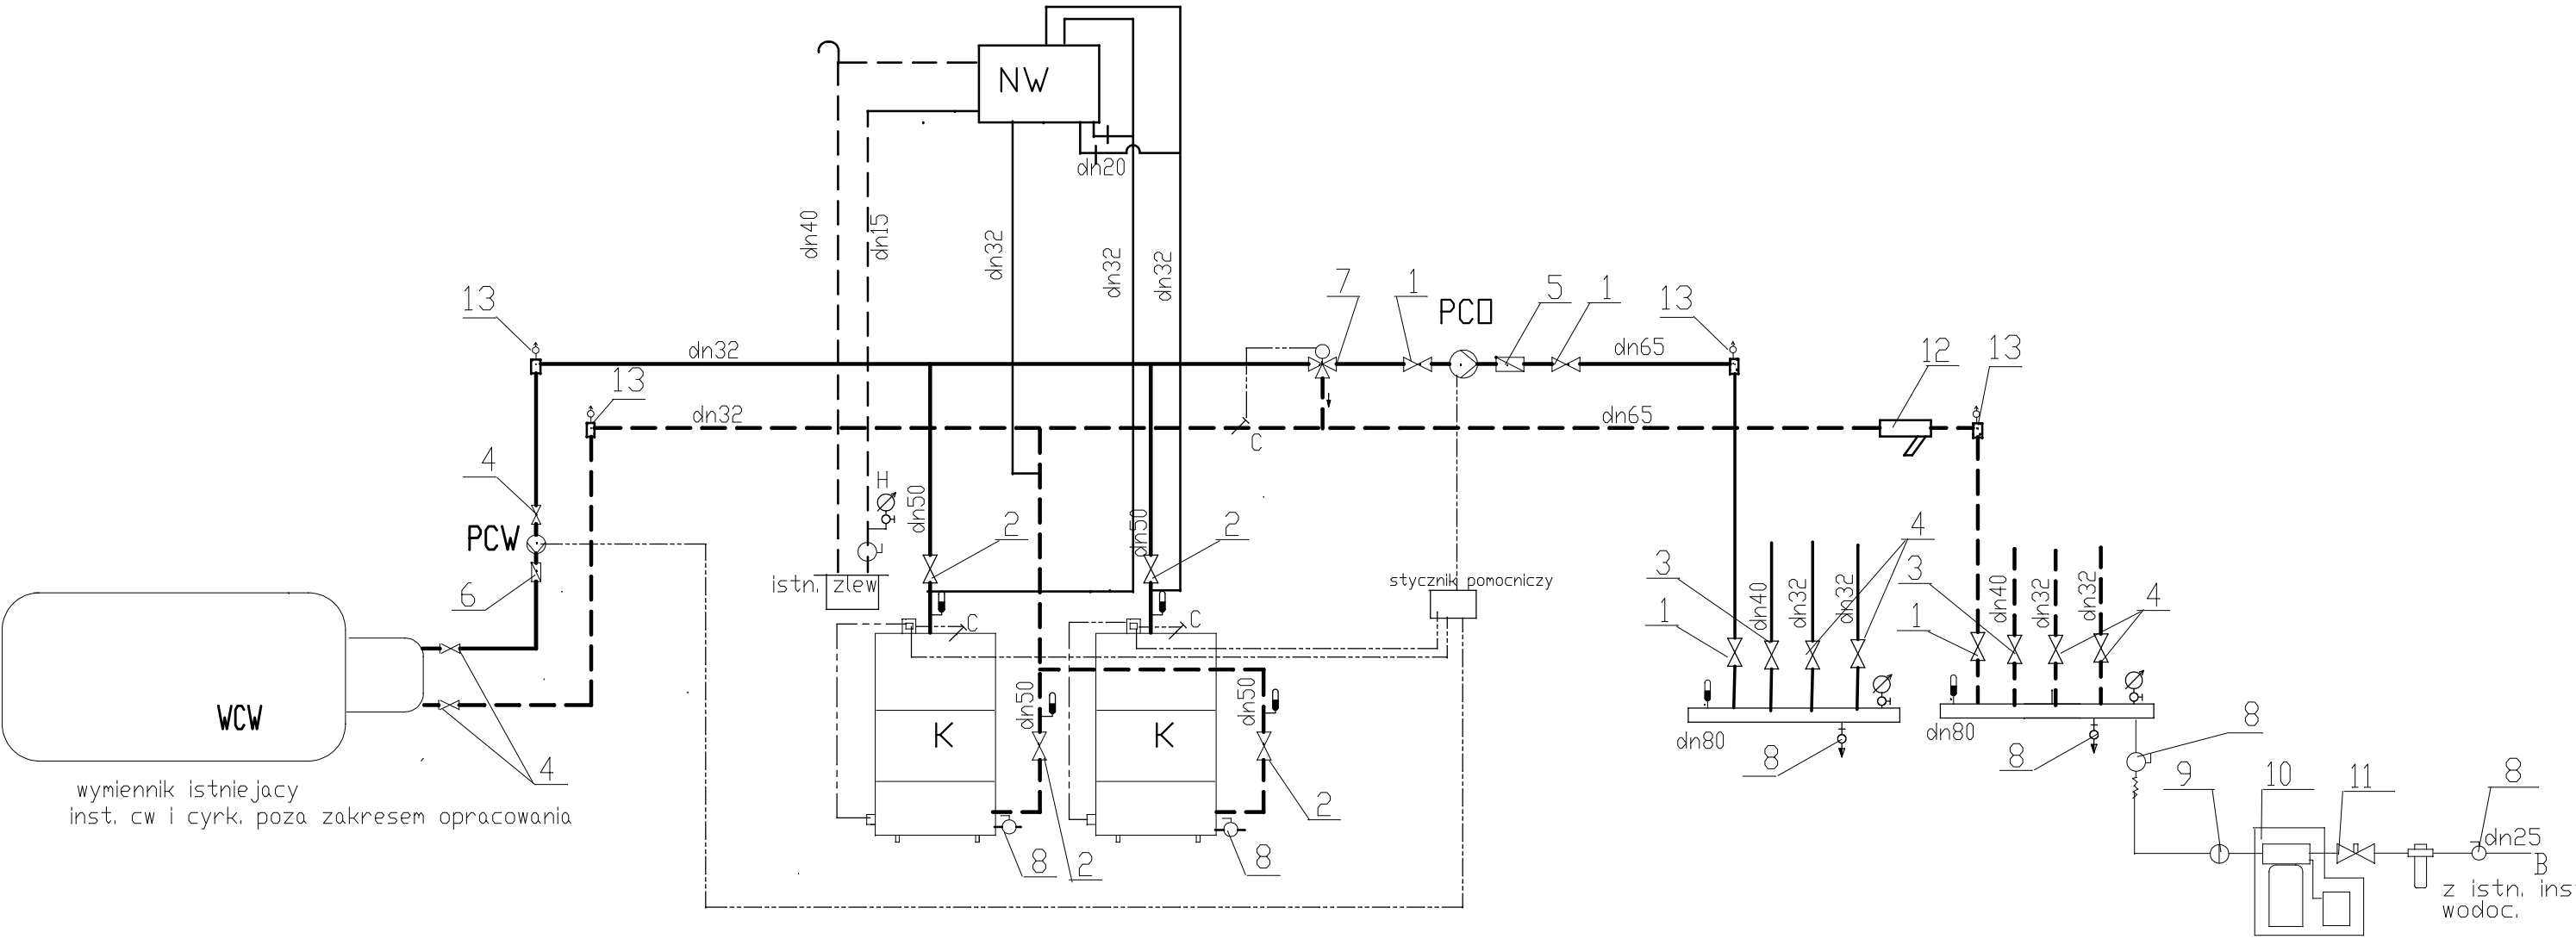 NW
dn20
dn40
dn15
dn32
dn32
dn32
13
dn32
7
1
PCO
5
1
13
dn65
12
13
13
dn32
C
dn65
4
H
dn50
2
dn50
2
PCW
6
istn. zlew
C
C
stycznik pomocniczy
3
1
dn40
dn32
dn32
4
3
1
dn40
dn32
dn32
4
WCW
4
K
dn50
K
dn50
2
8
2
8
dn80
8
dn80
8
8
9
10
11
8
dn25
B
z istn. ins
wodoc.
wymiennik istniejacy
inst. cw i cyrk. poza zakresem opracowania